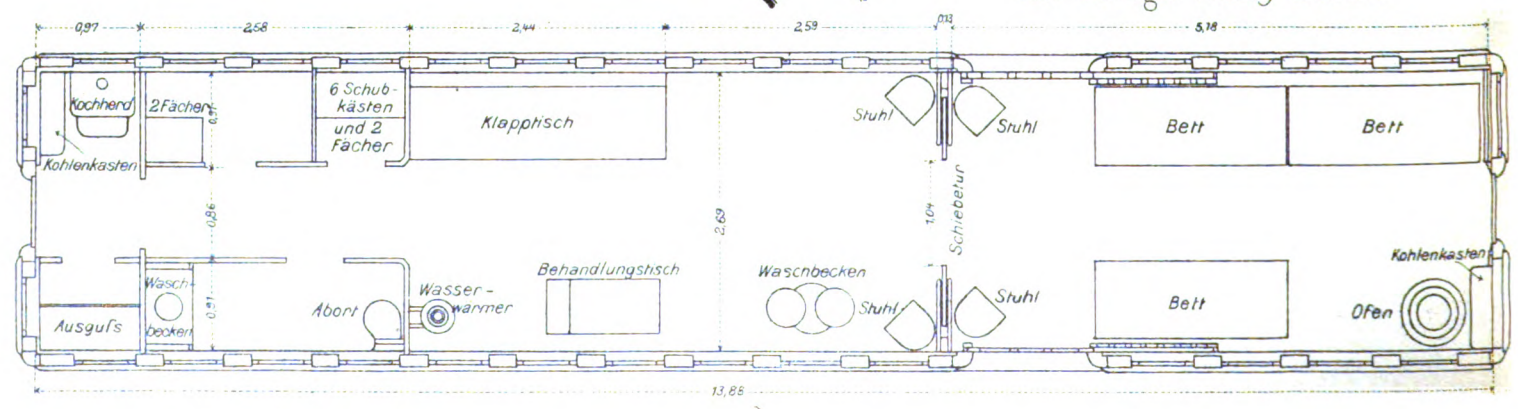 0,97
2,58
2,44
2,59
0,13
5,18
Kochherd
2 Fächer
0,91
6 Schub-
kästen
und 2
Fächer
Klapptisch
Stuhl
Stuhl
Bett
Bett
Kohlenkasten
0,86
2,69
1,04
Schiebetür
Behandlungstisch
Waschbecken
Kohlenkasten
Wasch-
becken
0,91
Abort
Wasser-
wärmer
Stuhl
Stuhl
Bett
Ofen
Ausguſs
13,88